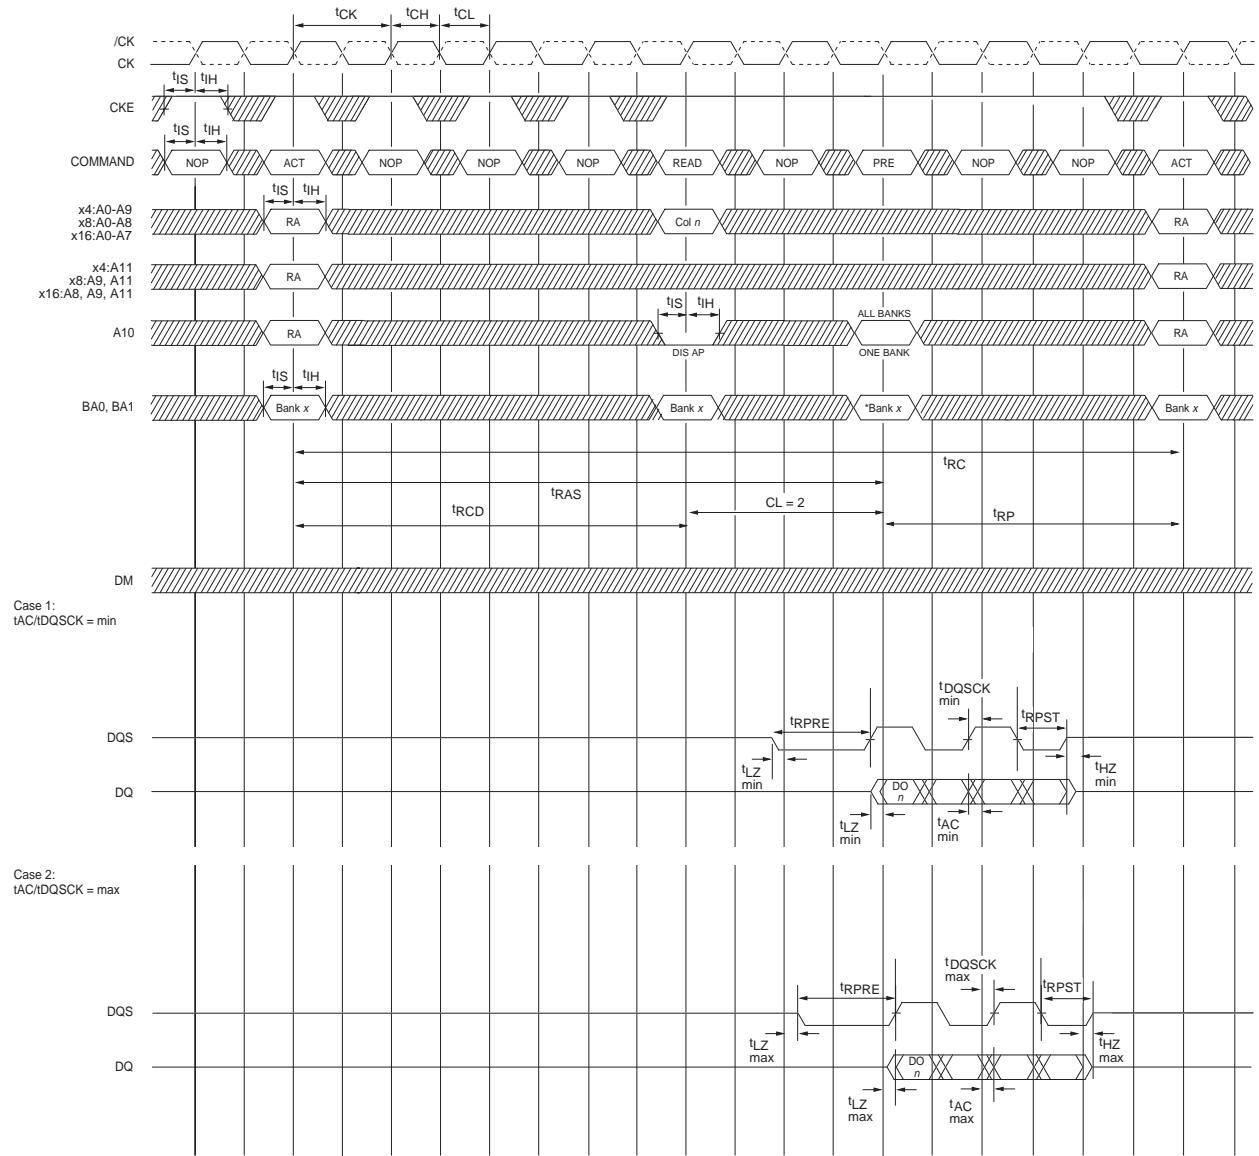 tCK tCH tCL
/CK
CK
tIS tIH
CKE
tIS tIH
COMMAND NOP ACT NOP NOP NOP READ NOP PRE NOP NOP ACT
tIS tIH
x4:A0-A9
x8:A0-A8
x16:A0-A7
RA Col n RA
x4:A11
x8:A9, A11
x16:A8, A9, A11
RA RA
tIS tIH ALL BANKS
A10 RA RA
DIS AP ONE BANK
tIS tIH
BA0, BA1 Bank x Bank x *Bank x Bank x
tRC
tRAS
CL = 2
tRCD tRP
DM
Case 1:
tAC/tDQSCK = min
tDQSCK
min
tRPRE tRPST
DQS
tLZ
min
tHZ
min
DQ DO
n
tLZ
min
tAC
min
Case 2:
tAC/tDQSCK = max
tDQSCK
max
tRPRE tRPST
DQS
tLZ
max
tHZ
max
DQ DO
n
tLZ
max
tAC
max